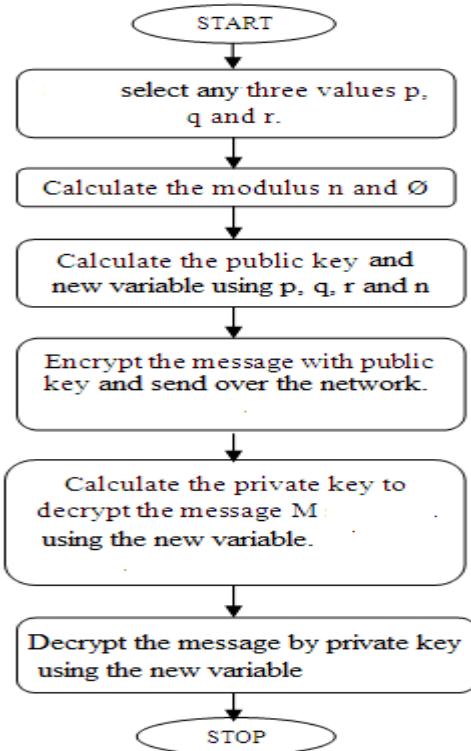 START
select any three values p,
q and r.
Calculate the modulus n and Ø
Calculate the public key and
new variable using p, q, r and n
Encrypt the message with public
key and send over the network.
Calculate the private key to
decrypt the message M
using the new variable.
Decrypt the message by private key
using the new variable
STOP